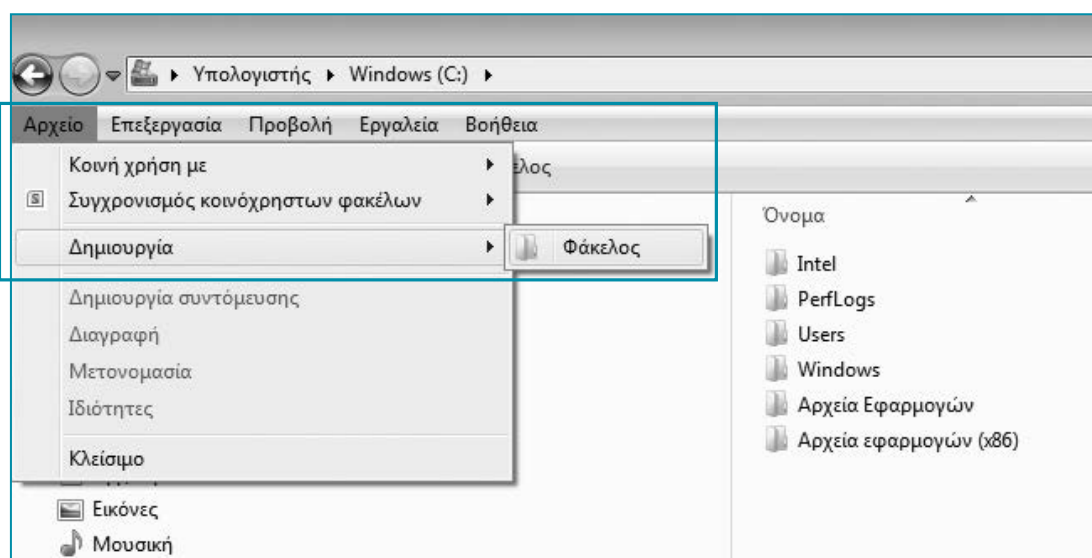 Υπολογιστής Windows (C:)
Αρχείο Επεξεργασία Προβολή Εργαλεία Βοήθεια
Κοινή χρήση με
Συγχρονισμός κοινόχρηστων φακέλων
Δημιουργία
Φάκελος
Δημιουργία συντόμευσης
Διαγραφή
Μετονομασία
Ιδιότητες
Κλείσιμο
Εικόνες
Μουσική
Όνομα
Intel
PerfLogs
Users
Windows
Αρχεία Εφαρμογών
Αρχεία εφαρμογών (x86)